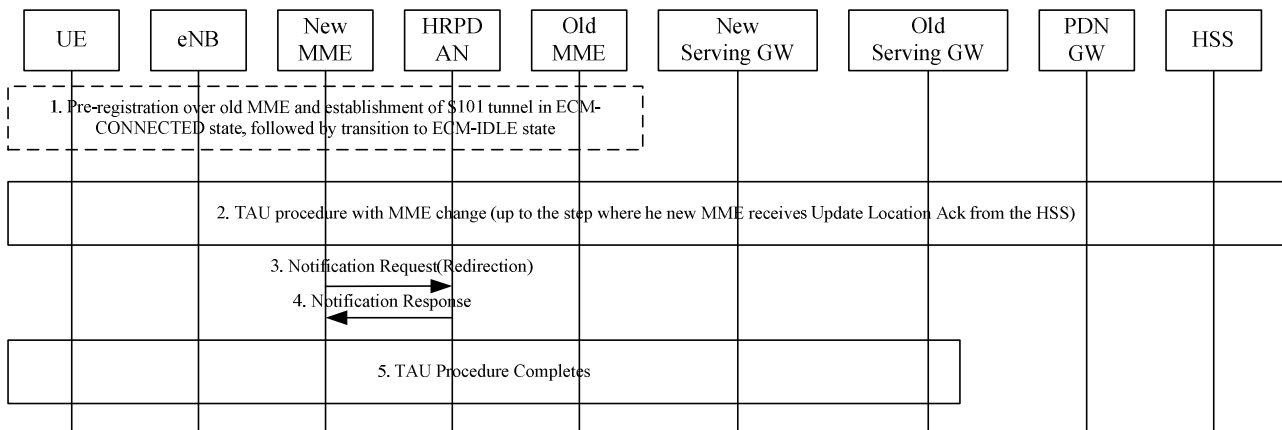 UE
eNB
New
MME
HRPD
AN
Old
MME
New
Serving GW
Old
Serving GW
PDN
GW
HSS
1. Pre-registration over old MME and establishment of S101 tunnel in ECM-
CONNECTED state, followed by transition to ECM-IDLE state
2. TAU procedure with MME change (up to the step where he new MME receives Update Location Ack from the HSS)
3. Notification Request(Redirection)
4. Notification Response
5. TAU Procedure Completes